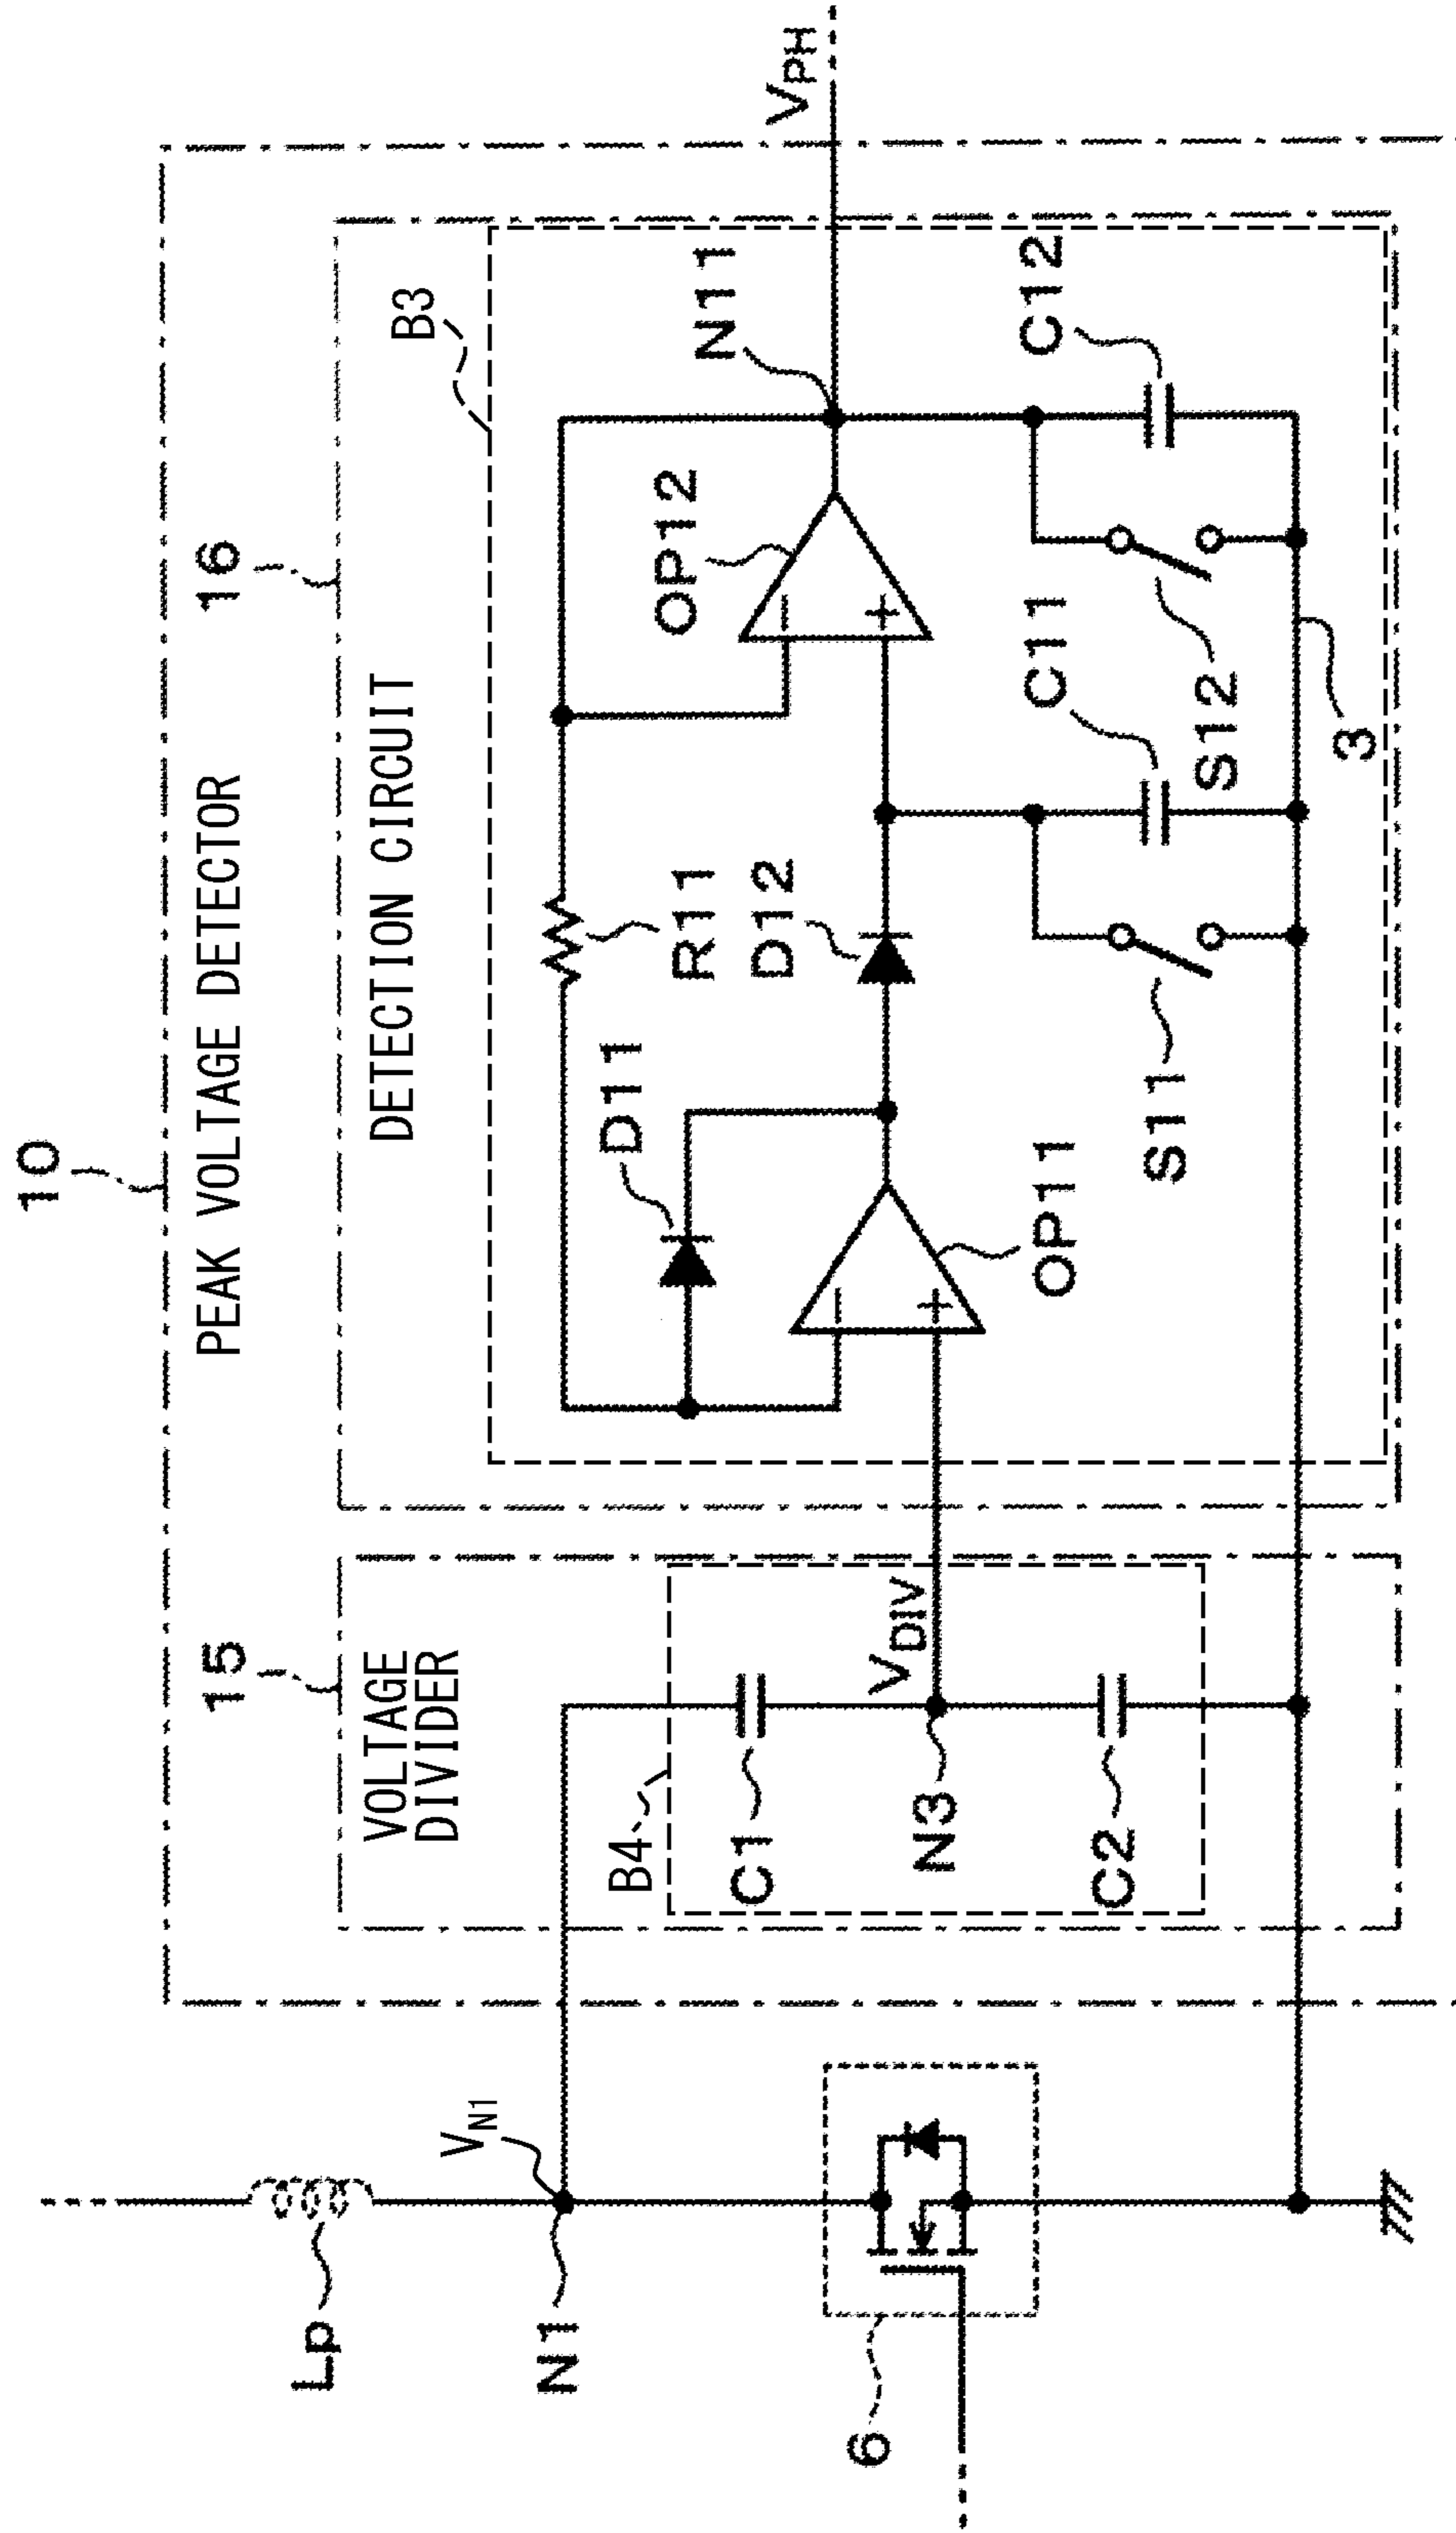 10
PEAK VOLTAGE DETECTOR
15
16
VOLTAGE
DIVIDER
DETECTION CIRCUIT
B3
Lp
VN1
N1
B4
C1
VDIV
N3
C2
6
D11
R11
D12
OP11
OP12
N11
VPH
S11
C11
S12
C12
3
−
+
−
+